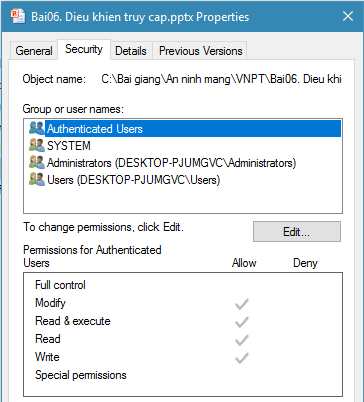 Bai06. Dieu khien truy cap.pptx Properties
General Security Details Previous Versions
Object name: C:\Bai giang\An ninh mang\VNPT\Bai06. Dieu khi
Group or user names:
Authenticated Users
SYSTEM
Administrators (DESKTOP-PJUMGVC\Administrators)
Users (DESKTOP-PJUMGVC\Users)
To change permissions, click Edit.
Edit...
Permissions for Authenticated
Users Allow Deny
Full control
Modify
Read & execute
Read
Write
Special permissions